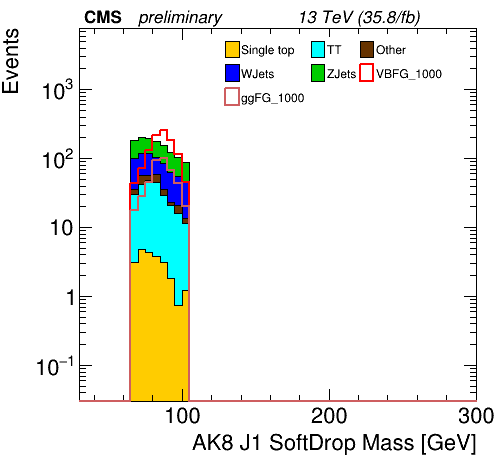 CMS preliminary 13 TeV (35.8/fb)
Events
Single top TT Other
WJets ZJets VBFG_1000
ggFG_1000
10³
10²
10
1
10⁻¹
100 200 300
AK8 J1 SoftDrop Mass [GeV]